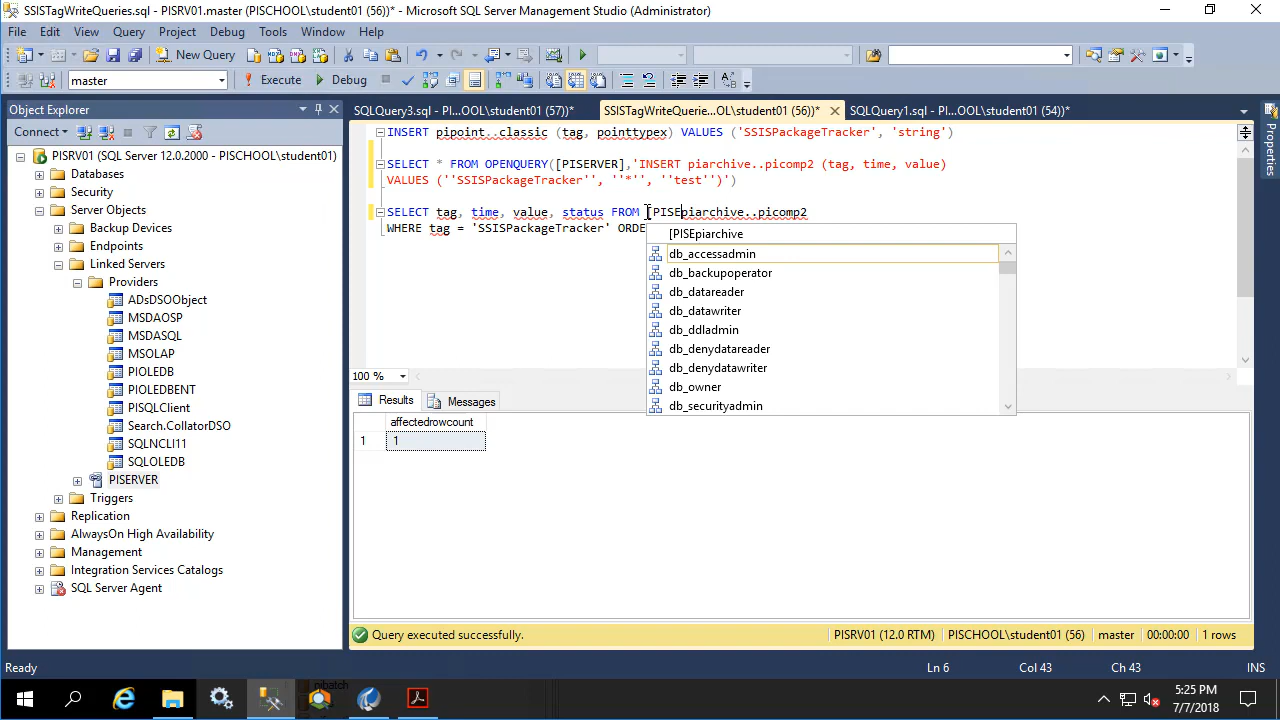 SSISTagWriteQueries.sql - PISRV01.master (PISCHOOL\student01 (56))* - Microsoft SQL Server Management Studio (Administrator)
File Edit View Query Project Debug Tools Window Help
New Query
master Execute Debug
Object Explorer
SQLQuery3.sql - PI...OOL\student01 (57))* SSISTagWriteQuerie...OL\student01 (56))* SQLQuery1.sql - PI...OOL\student01 (54))*
Connect
PISRV01 (SQL Server 12.0.2000 - PISCHOOL\student01)
Databases
Security
Server Objects
Backup Devices
Endpoints
Linked Servers
Providers
ADsDSOObject
MSDAOSP
MSDASQL
MSOLAP
PIOLEDB
PIOLEDBENT
PISQLClient
Search.CollatorDSO
SQLNCLI11
SQLOLEDB
PISERVER
Triggers
Replication
AlwaysOn High Availability
Management
Integration Services Catalogs
SQL Server Agent
INSERT pipoint..classic (tag, pointtypex) VALUES ('SSISPackageTracker', 'string')
SELECT * FROM OPENQUERY([PISERVER],'INSERT piarchive..picomp2 (tag, time, value)
VALUES (''SSISPackageTracker'', ''*'', ''test'')')
SELECT tag, time, value, status FROM [PISEpiarchive..picomp2
WHERE tag = 'SSISPackageTracker' ORDE
[PISEpiarchive
db_accessadmin
db_backupoperator
db_datareader
db_datawriter
db_ddladmin
db_denydatareader
db_denydatawriter
db_owner
db_securityadmin
100 %
Results Messages
affectedrowcount
1 1
Query executed successfully. PISRV01 (12.0 RTM) PISCHOOL\student01 (56) master 00:00:00 1 rows
Properties
Ready Ln 6 Col 43 Ch 43 INS
pibatch
5:25 PM
7/7/2018